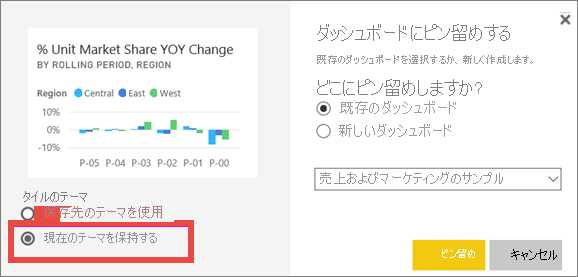 % Unit Market Share YOY Change
BY ROLLING PERIOD, REGION
Region Central East West
10%
0%
-10%
P-05 P-04 P-03 P-02 P-01 P-00
タイルのテーマ
保存先のテーマを使用
現在のテーマを保持する
ダッシュボードにピン留めする
既存のダッシュボードを選択するか、新しく作成します。
どこにピン留めしますか?
既存のダッシュボード
新しいダッシュボード
売上およびマーケティングのサンプル
ピン留め キャンセル